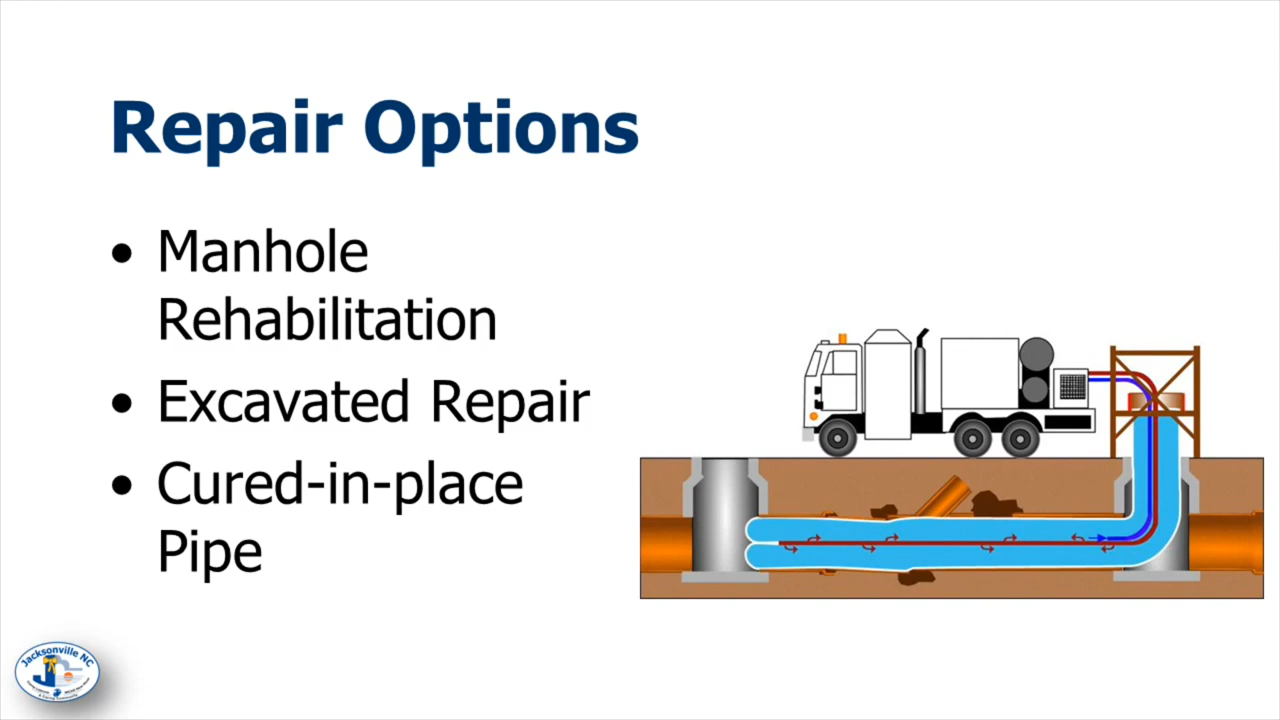 Repair Options
• Manhole
Rehabilitation
• Excavated Repair
• Cured-in-place
Pipe
Jacksonville NC